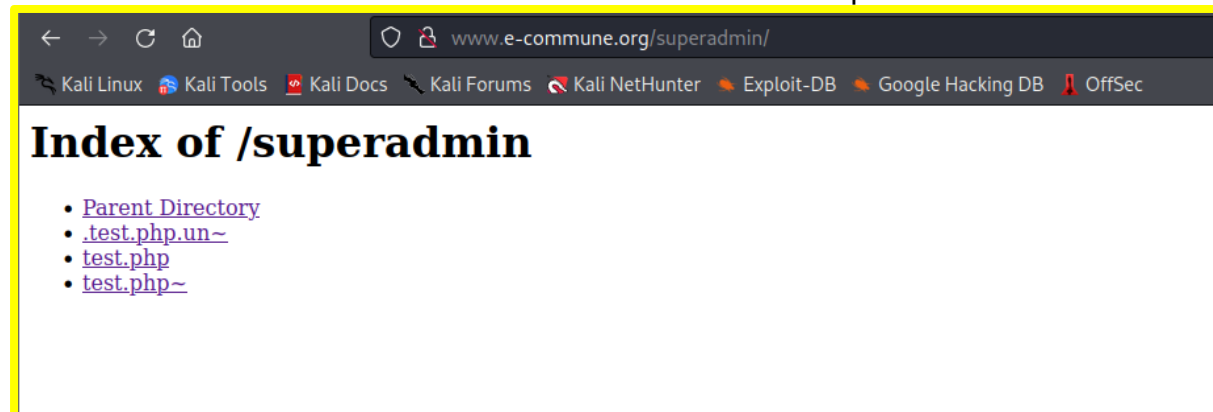 www.e-commune.org/superadmin/
Kali Linux Kali Tools Kali Docs Kali Forums Kali NetHunter Exploit-DB Google Hacking DB OffSec
Index of /superadmin
• Parent Directory
• .test.php.un~
• test.php
• test.php~